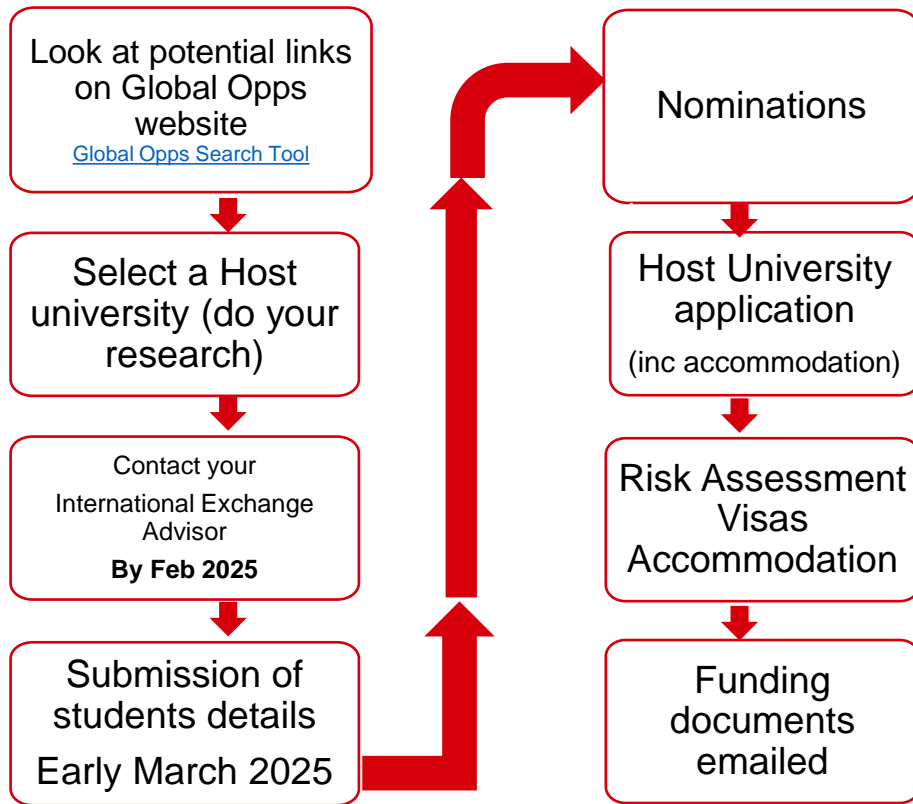 Look at potential links
on Global Opps
website
Global Opps Search Tool
Select a Host
university (do your
research)
Contact your
International Exchange
Advisor
By Feb 2025
Submission of
students details
Early March 2025
Nominations
Host University
application
(inc accommodation)
Risk Assessment
Visas
Accommodation
Funding
documents
emailed